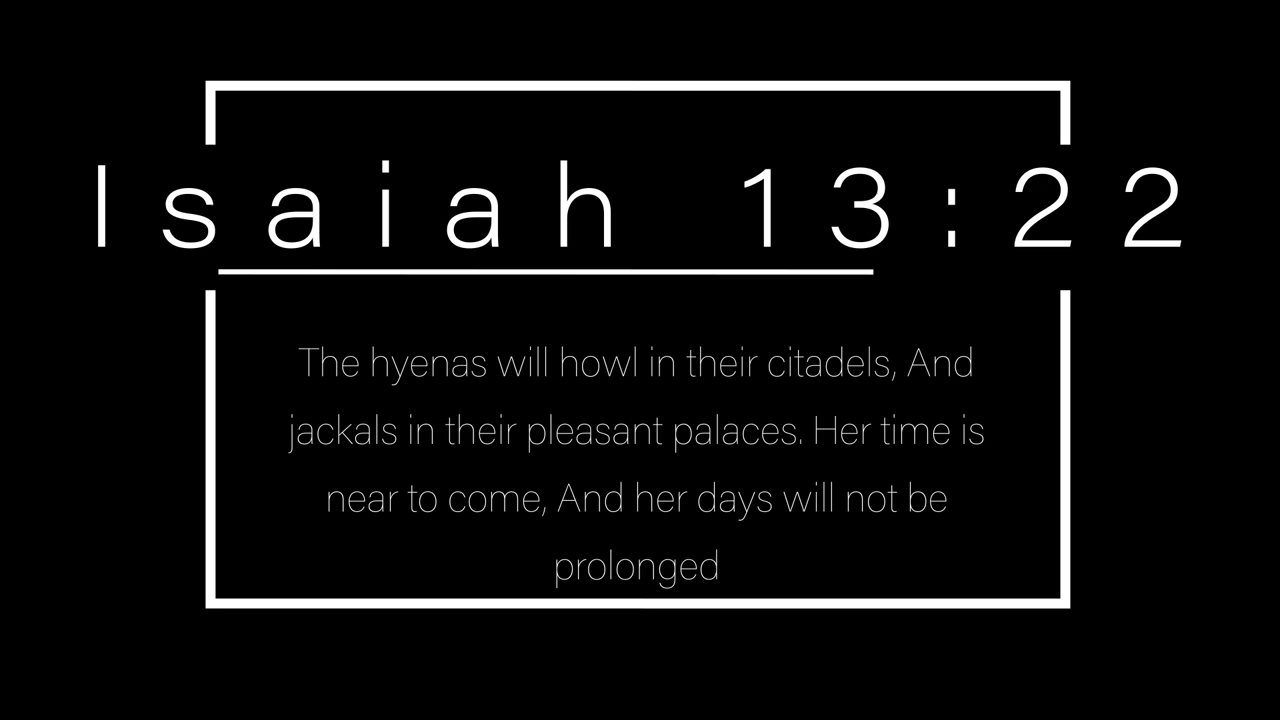 Isaiah 13:22
The hyenas will howl in their citadels, And
jackals in their pleasant palaces. Her time is
near to come, And her days will not be
prolonged